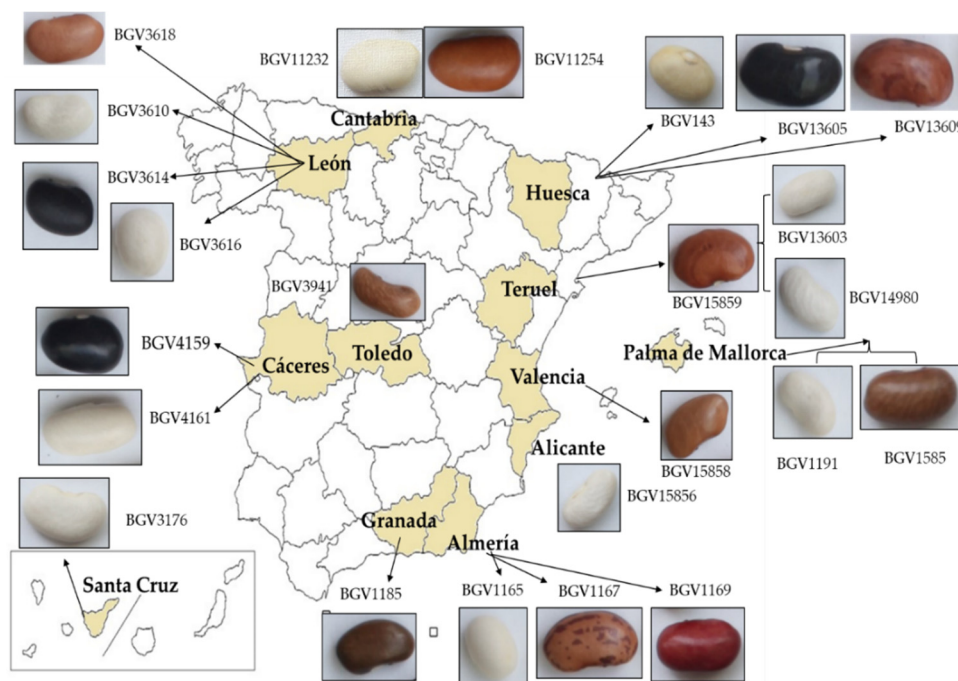 BGV3618
BGV11232
BGV11254
BGV143
BGV13605
BGV13609
BGV3610
Cantabria
León
BGV3614
Huesca
BGV3616
BGV13603
BGV3941
Teruel
BGV15859
BGV14980
BGV4159
Cáceres
Toledo
Palma de Mallorca
Valencia
BGV4161
Alicante
BGV15858
BGV1191
BGV1585
BGV15856
BGV3176
Granada
Almería
Santa Cruz
BGV1185
BGV1165
BGV1167
BGV1169